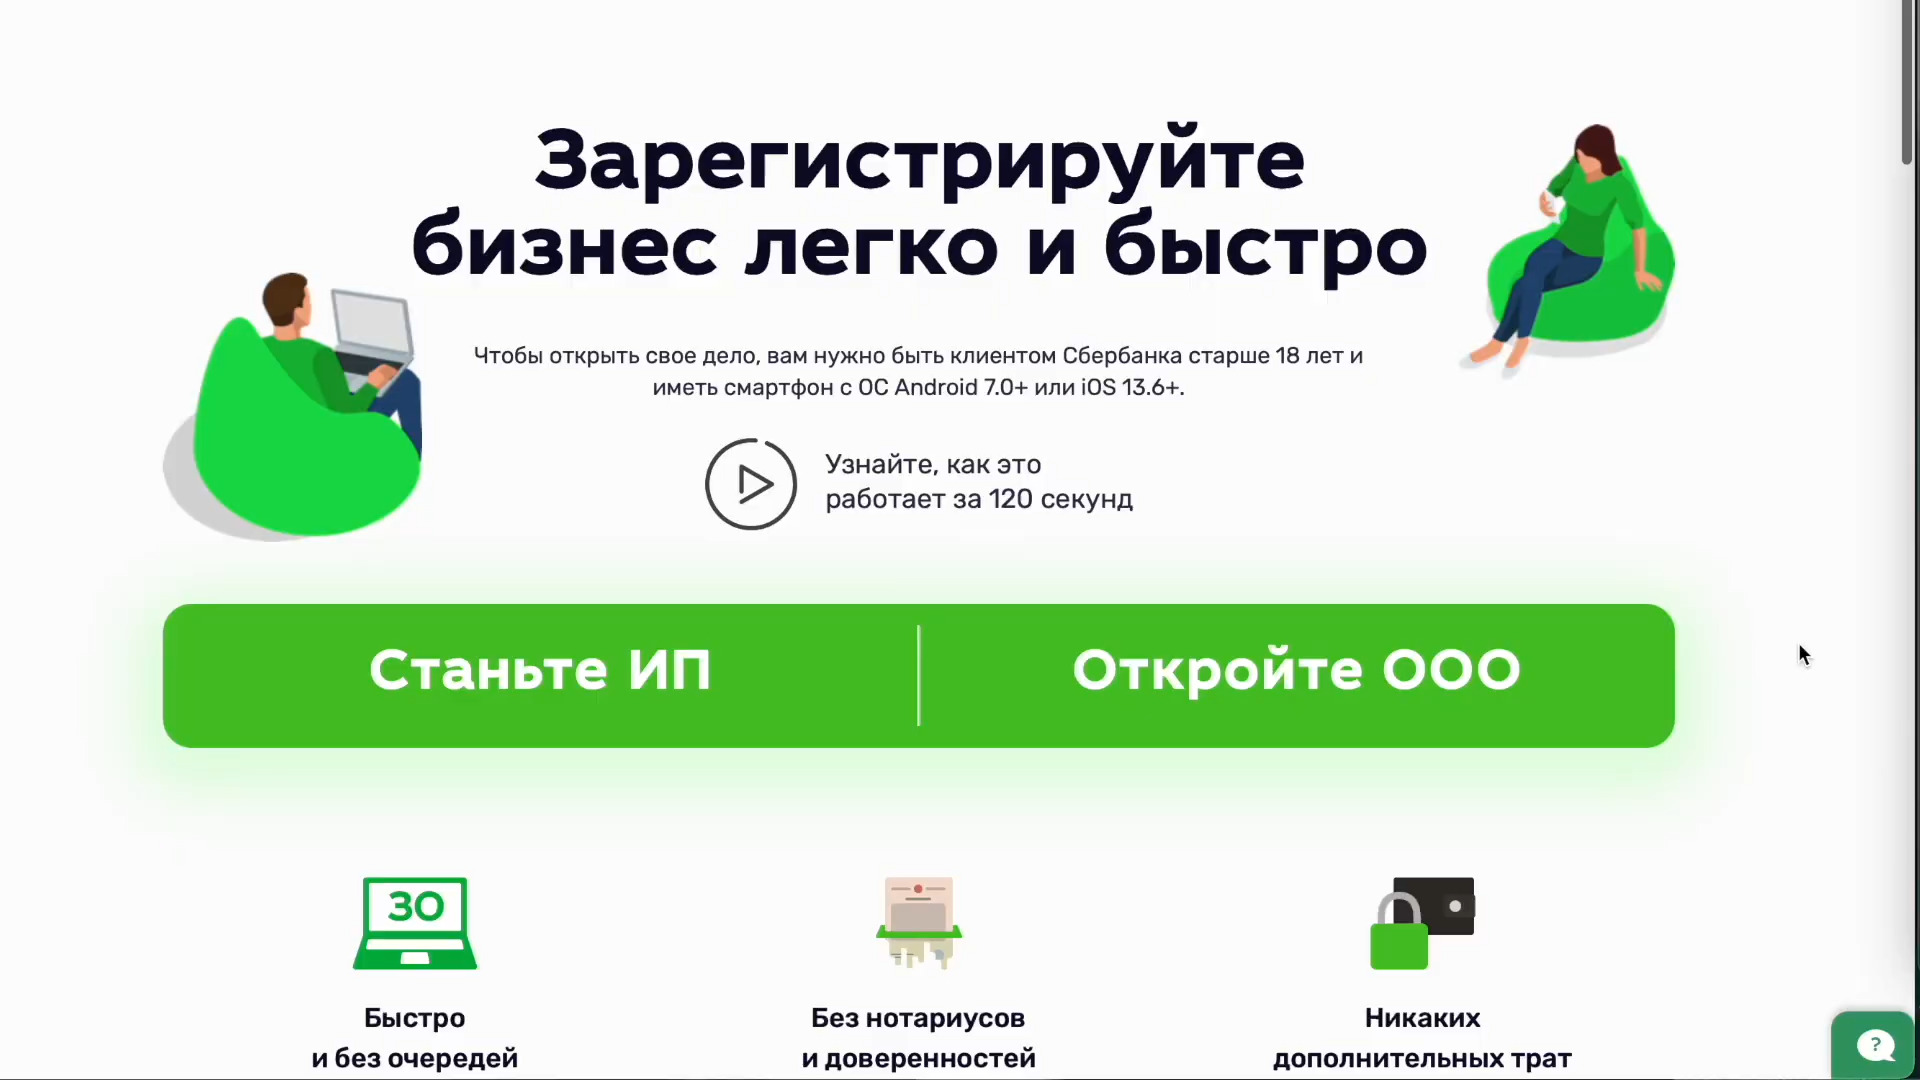 Зарегистрируйте
бизнес легко и быстро
Чтобы открыть свое дело, вам нужно быть клиентом Сбербанка старше 18 лет и
иметь смартфон с ОС Android 7.0+ или iOS 13.6+.
Узнайте, как это
работает за 120 секунд
Станьте ИП
Откройте ООО
30
Быстро
и без очередей
Без нотариусов
и доверенностей
Никаких
дополнительных трат
?